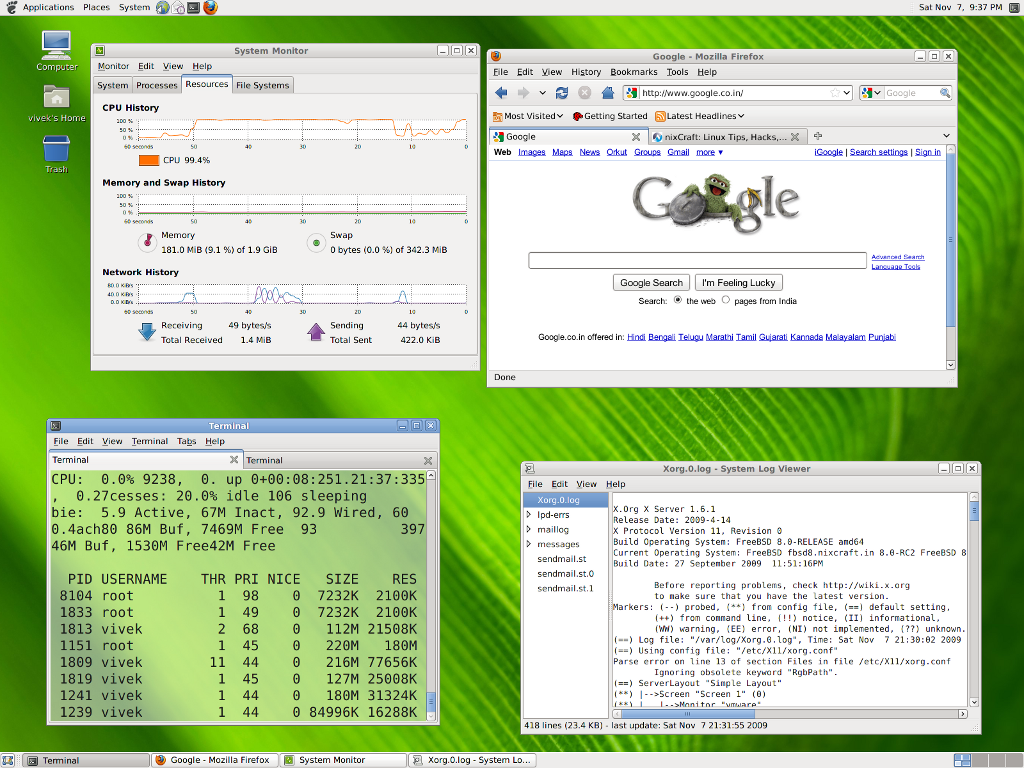 Applications Places System Sat Nov 7, 9:37 PM
Computer
vivek's Home
Trash
System Monitor
Monitor Edit View Help
System Processes Resources File Systems
CPU History
100 %
50 %
0 %
60 seconds 50 40 30 20 10 0
CPU 99.4%
Memory and Swap History
100 %
50 %
0 %
60 seconds 50 40 30 20 10 0
Memory Swap
181.0 MiB (9.1 %) of 1.9 GiB 0 bytes (0.0 %) of 342.3 MiB
Network History
80.0 KiB/s
40.0 KiB/s
0.0 KiB/s
60 seconds 50 40 30 20 10 0
Receiving 49 bytes/s Sending 44 bytes/s
Total Received 1.4 MiB Total Sent 422.0 KiB
Google - Mozilla Firefox
File Edit View History Bookmarks Tools Help
http://www.google.co.in/ Google
Most Visited Getting Started Latest Headlines
Google nixCraft: Linux Tips, Hacks,...
Web Images Maps News Orkut Groups Gmail more ▼ iGoogle | Search settings | Sign in
Google
Advanced Search
Language Tools
Google Search I'm Feeling Lucky
Search: the web pages from India
Google.co.in offered in: Hindi Bengali Telugu Marathi Tamil Gujarati Kannada Malayalam Punjabi
Done
Terminal
File Edit View Terminal Tabs Help
Terminal Terminal
CPU: 0.0% 9238, 0. up 0+00:08:251.21:37:335
, 0.27cesses: 20.0% idle 106 sleeping
bie: 5.9 Active, 67M Inact, 92.9 Wired, 60
0.4ach80 86M Buf, 7469M Free 93 397
46M Buf, 1530M Free42M Free
PID USERNAME THR PRI NICE SIZE RES
8104 root 1 98 0 7232K 2100K
1833 root 1 49 0 7232K 2100K
1813 vivek 2 68 0 112M 21508K
1151 root 1 45 0 220M 180M
1809 vivek 11 44 0 216M 77656K
1819 vivek 1 45 0 127M 25008K
1241 vivek 1 44 0 180M 31324K
1239 vivek 1 44 0 84996K 16288K
Xorg.0.log - System Log Viewer
File Edit View Help
Xorg.0.log
lpd-errs
maillog
messages
sendmail.st
sendmail.st.0
sendmail.st.1
X.Org X Server 1.6.1
Release Date: 2009-4-14
X Protocol Version 11, Revision 0
Build Operating System: FreeBSD 8.0-RELEASE amd64
Current Operating System: FreeBSD fbsd8.nixcraft.in 8.0-RC2 FreeBSD 8
Build Date: 27 September 2009 11:51:16PM
Before reporting problems, check http://wiki.x.org
to make sure that you have the latest version.
Markers: (--) probed, (**) from config file, (==) default setting,
(++) from command line, (!!) notice, (II) informational,
(WW) warning, (EE) error, (NI) not implemented, (??) unknown.
(==) Log file: "/var/log/Xorg.0.log", Time: Sat Nov 7 21:30:02 2009
(==) Using config file: "/etc/X11/xorg.conf"
Parse error on line 13 of section Files in file /etc/X11/xorg.conf
Ignoring obsolete keyword "RgbPath".
(==) ServerLayout "Simple Layout"
(**) |-->Screen "Screen 1" (0)
(**) | |-->Monitor "vmware"
418 lines (23.4 KB) - last update: Sat Nov 7 21:31:55 2009
Terminal Google - Mozilla Firefox System Monitor Xorg.0.log - System Lo...